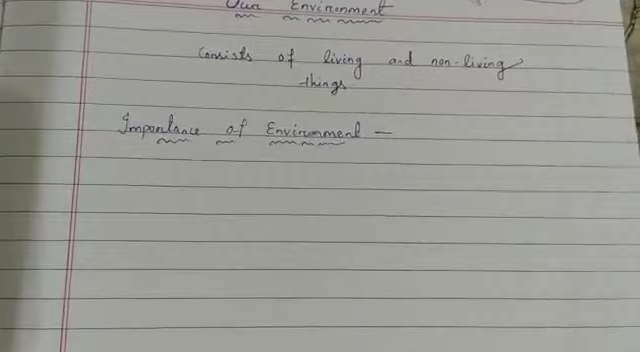 Our Environment
Consists of living and non-living
things
Importance of Environment —